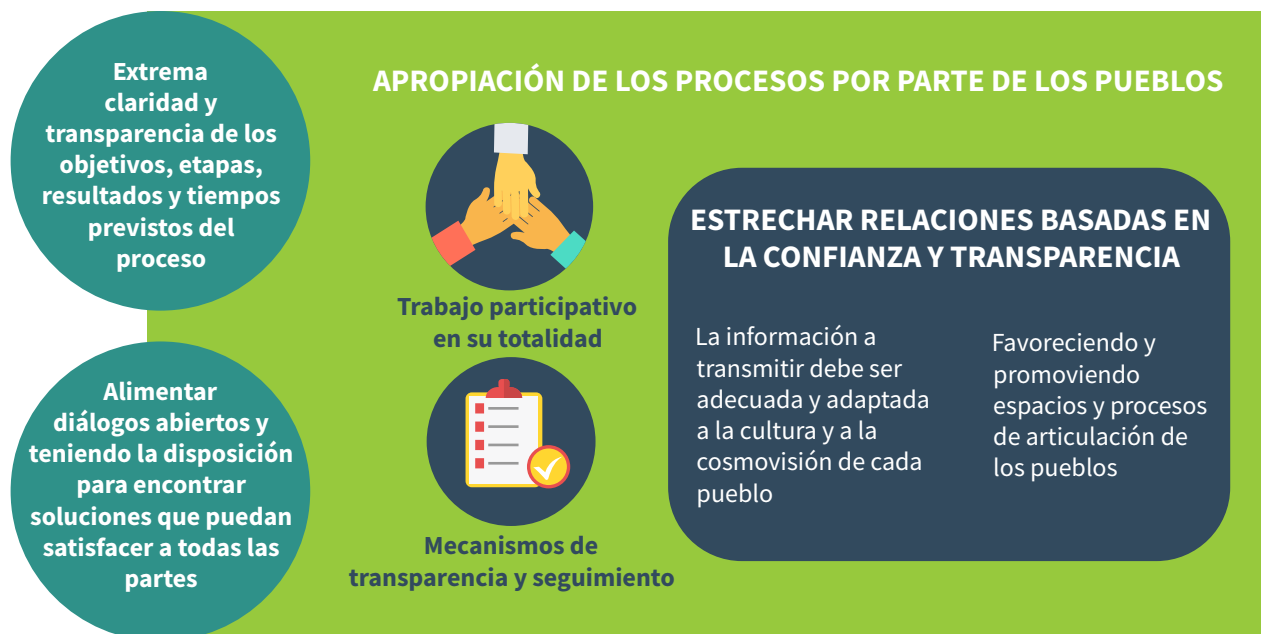 Extrema
claridad y
transparencia de los
objetivos, etapas,
resultados y tiempos
previstos del
proceso
Alimentar
diálogos abiertos y
teniendo la disposición
para encontrar
soluciones que puedan
satisfacer a todas las
partes
APROPIACIÓN DE LOS PROCESOS POR PARTE DE LOS PUEBLOS
Trabajo participativo
en su totalidad
Mecanismos de
transparencia y seguimiento
ESTRECHAR RELACIONES BASADAS EN
LA CONFIANZA Y TRANSPARENCIA
La información a
transmitir debe ser
adecuada y adaptada
a la cultura y a la
cosmovisión de cada
pueblo
Favoreciendo y
promoviendo
espacios y procesos
de articulación de
los pueblos